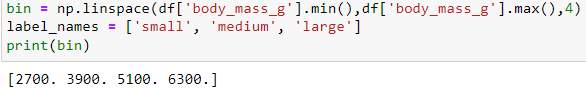 bin = np.linspace(df['body_mass_g'].min(),df['body_mass_g'].max(),4)
label_names = ['small', 'medium', 'large']
print(bin)
[2700. 3900. 5100. 6300.]